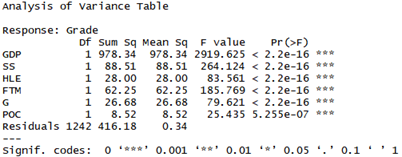 Analysis of Variance Table
Response: Grade
Df Sum Sq Mean Sq F value Pr(>F)
GDP 1 978.34 978.34 2919.625 < 2.2e-16 ***
SS 1 88.51 88.51 264.124 < 2.2e-16 ***
HLE 1 28.00 28.00 83.561 < 2.2e-16 ***
FTM 1 62.25 62.25 185.769 < 2.2e-16 ***
G 1 26.68 26.68 79.621 < 2.2e-16 ***
POC 1 8.52 8.52 25.435 5.255e-07 ***
Residuals 1242 416.18 0.34
---
Signif. codes: 0 ‘***’ 0.001 ‘**’ 0.01 ‘*’ 0.05 ‘.’ 0.1 ‘ ’ 1